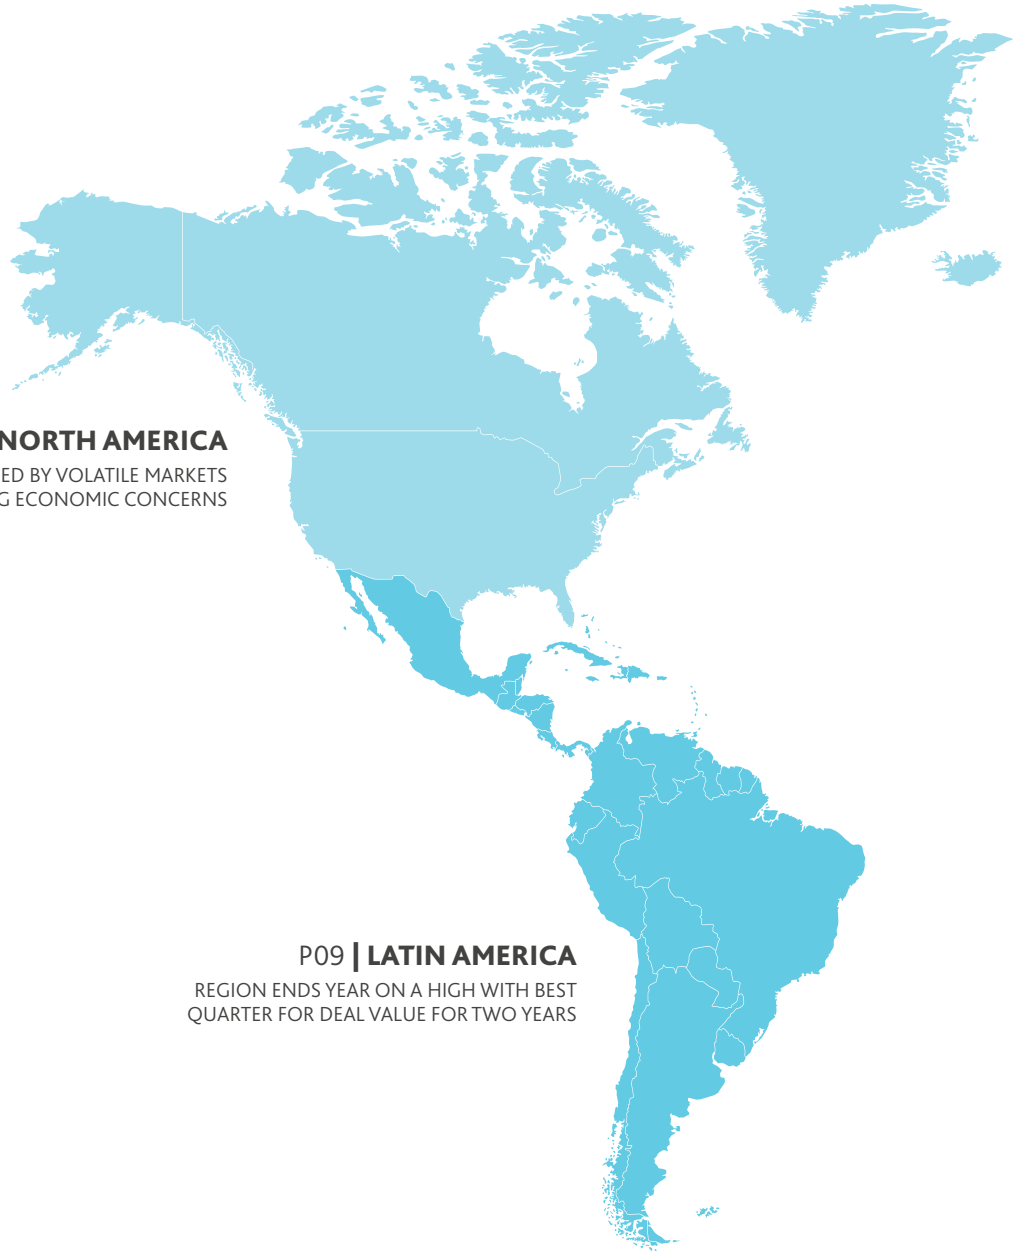 NORTH AMERICA
ED BY VOLATILE MARKETS
G ECONOMIC CONCERNS
P09 | LATIN AMERICA
REGION ENDS YEAR ON A HIGH WITH BEST
QUARTER FOR DEAL VALUE FOR TWO YEARS